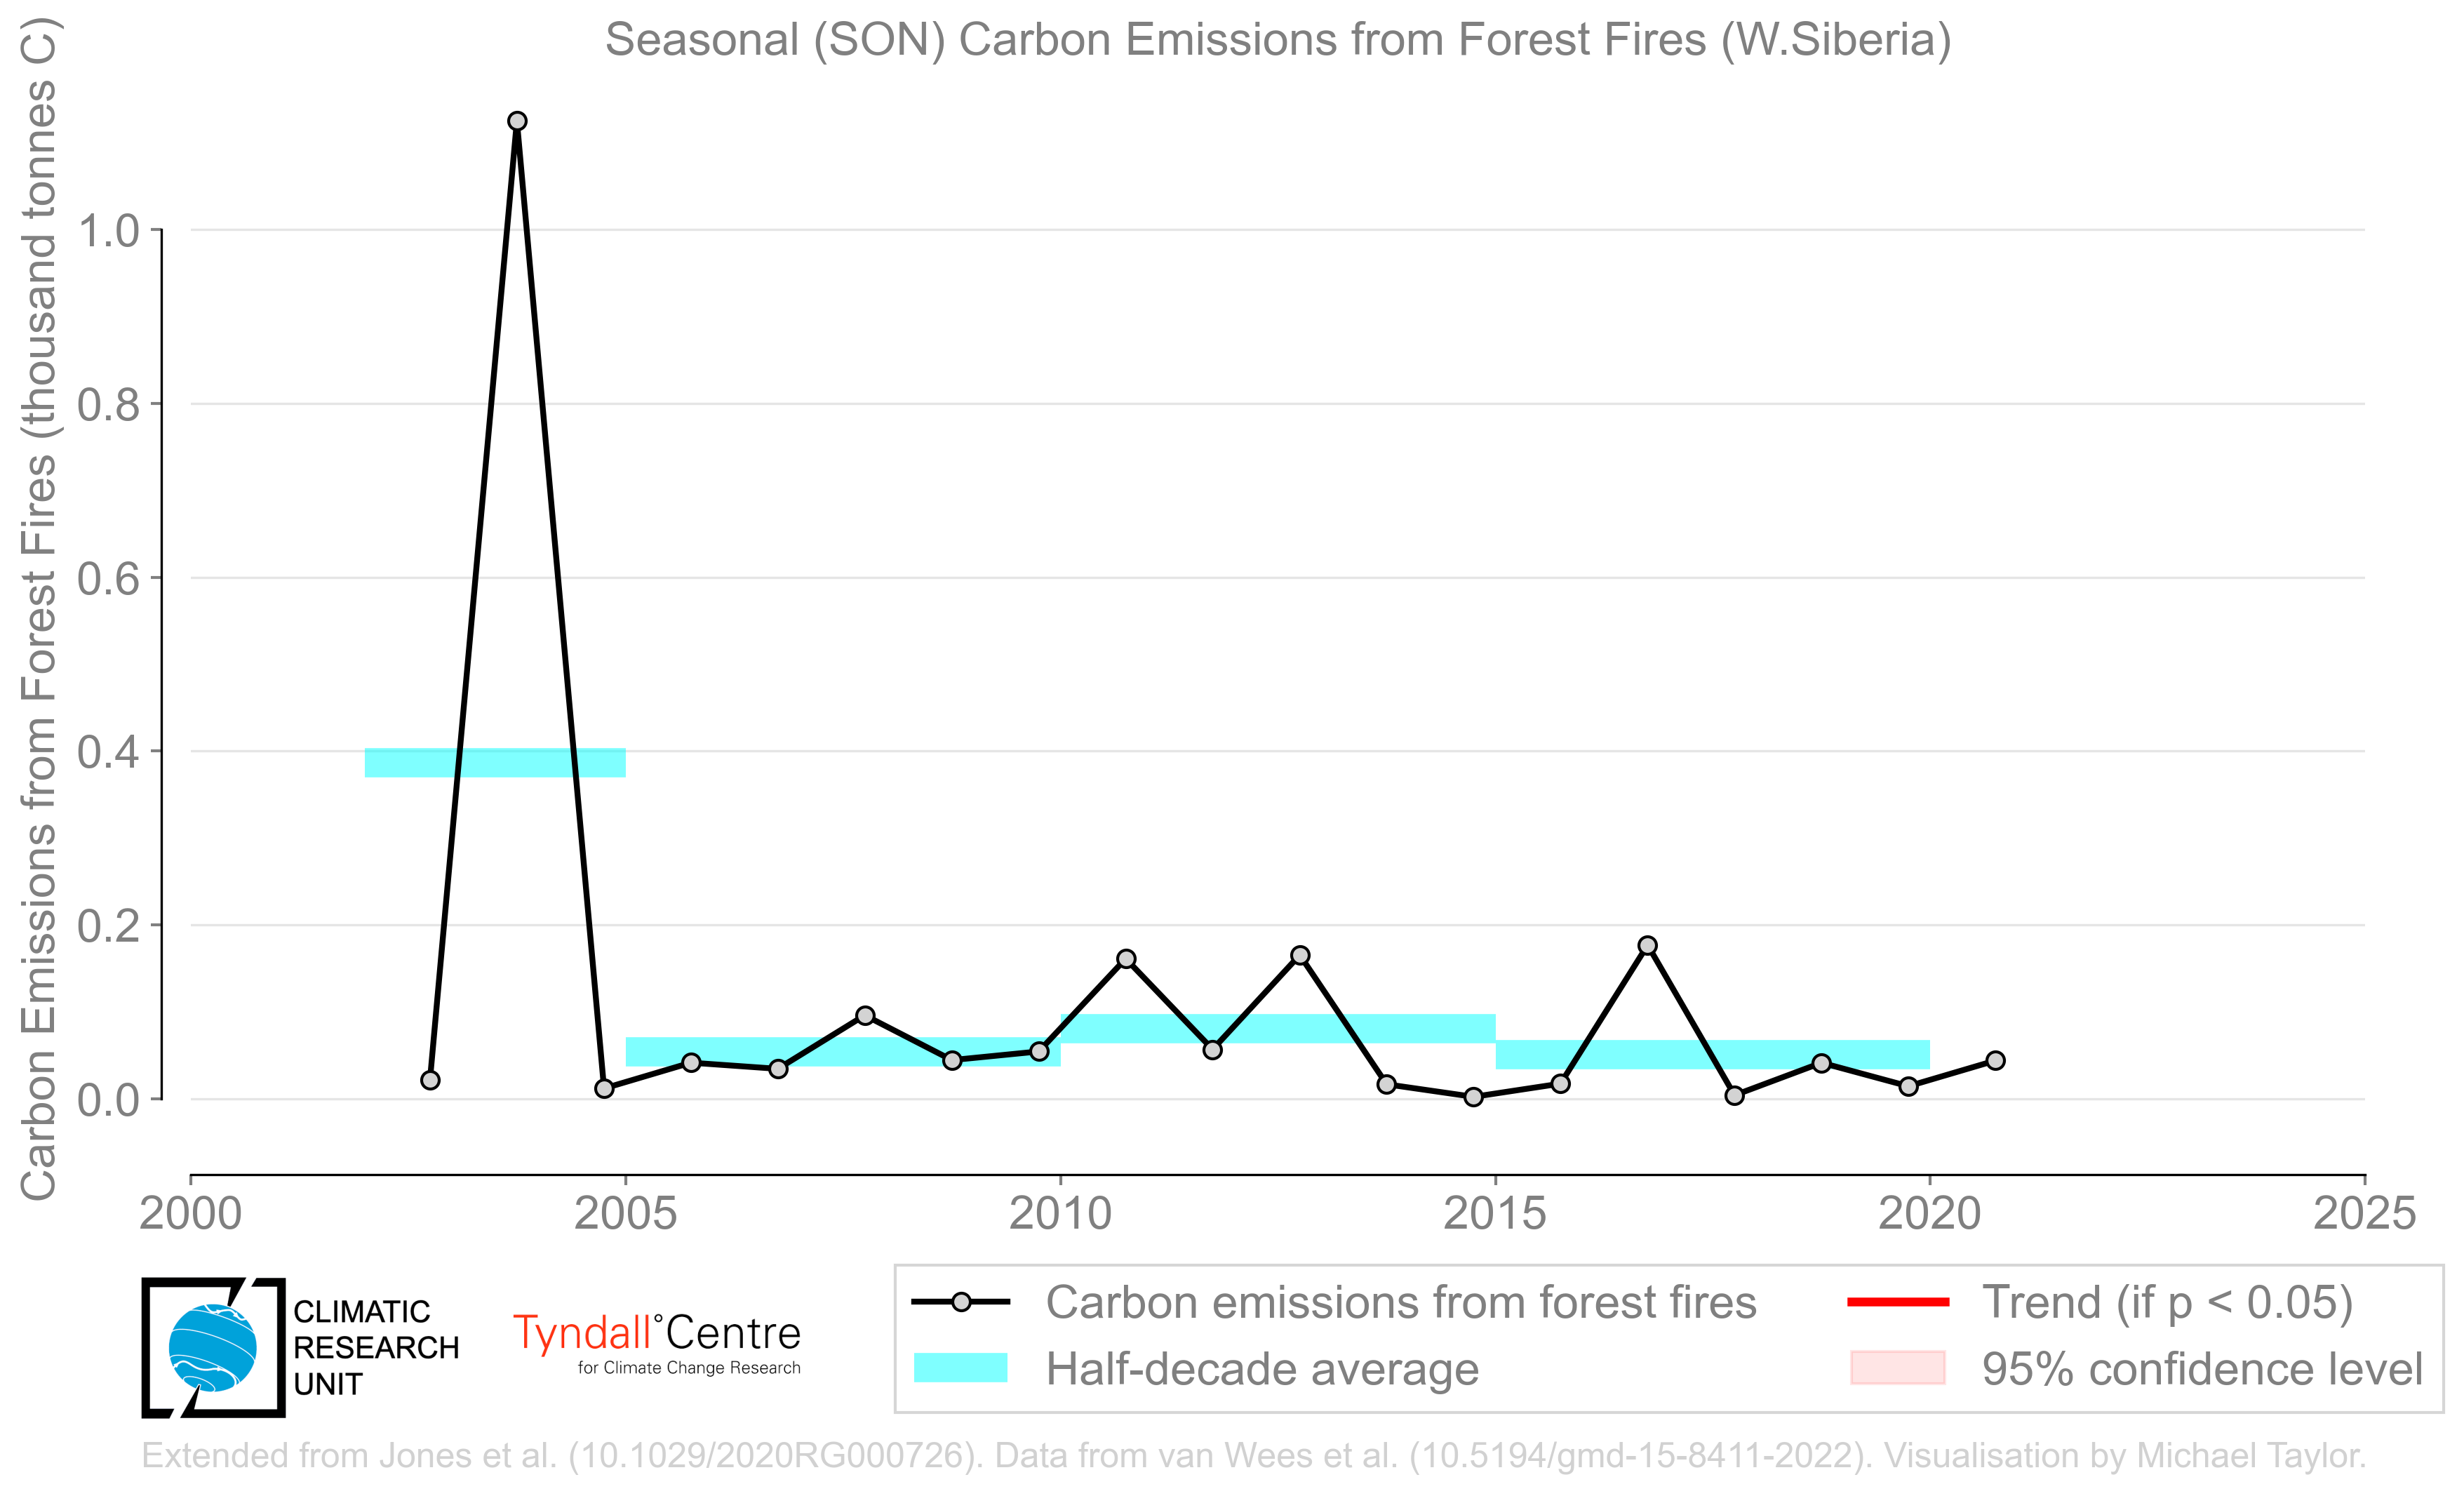 Seasonal (SON) Carbon Emissions from Forest Fires (W.Siberia)
Carbon Emissions from Forest Fires (thousand tonnes C)
1.0
0.8
0.6
0.4
0.2
0.0
2000 2005 2010 2015 2020 2025
CLIMATIC
RESEARCH
UNIT
Tyndall°Centre
for Climate Change Research
Carbon emissions from forest fires
Half-decade average
Trend (if p < 0.05)
95% confidence level
Extended from Jones et al. (10.1029/2020RG000726). Data from van Wees et al. (10.5194/gmd-15-8411-2022). Visualisation by Michael Taylor.